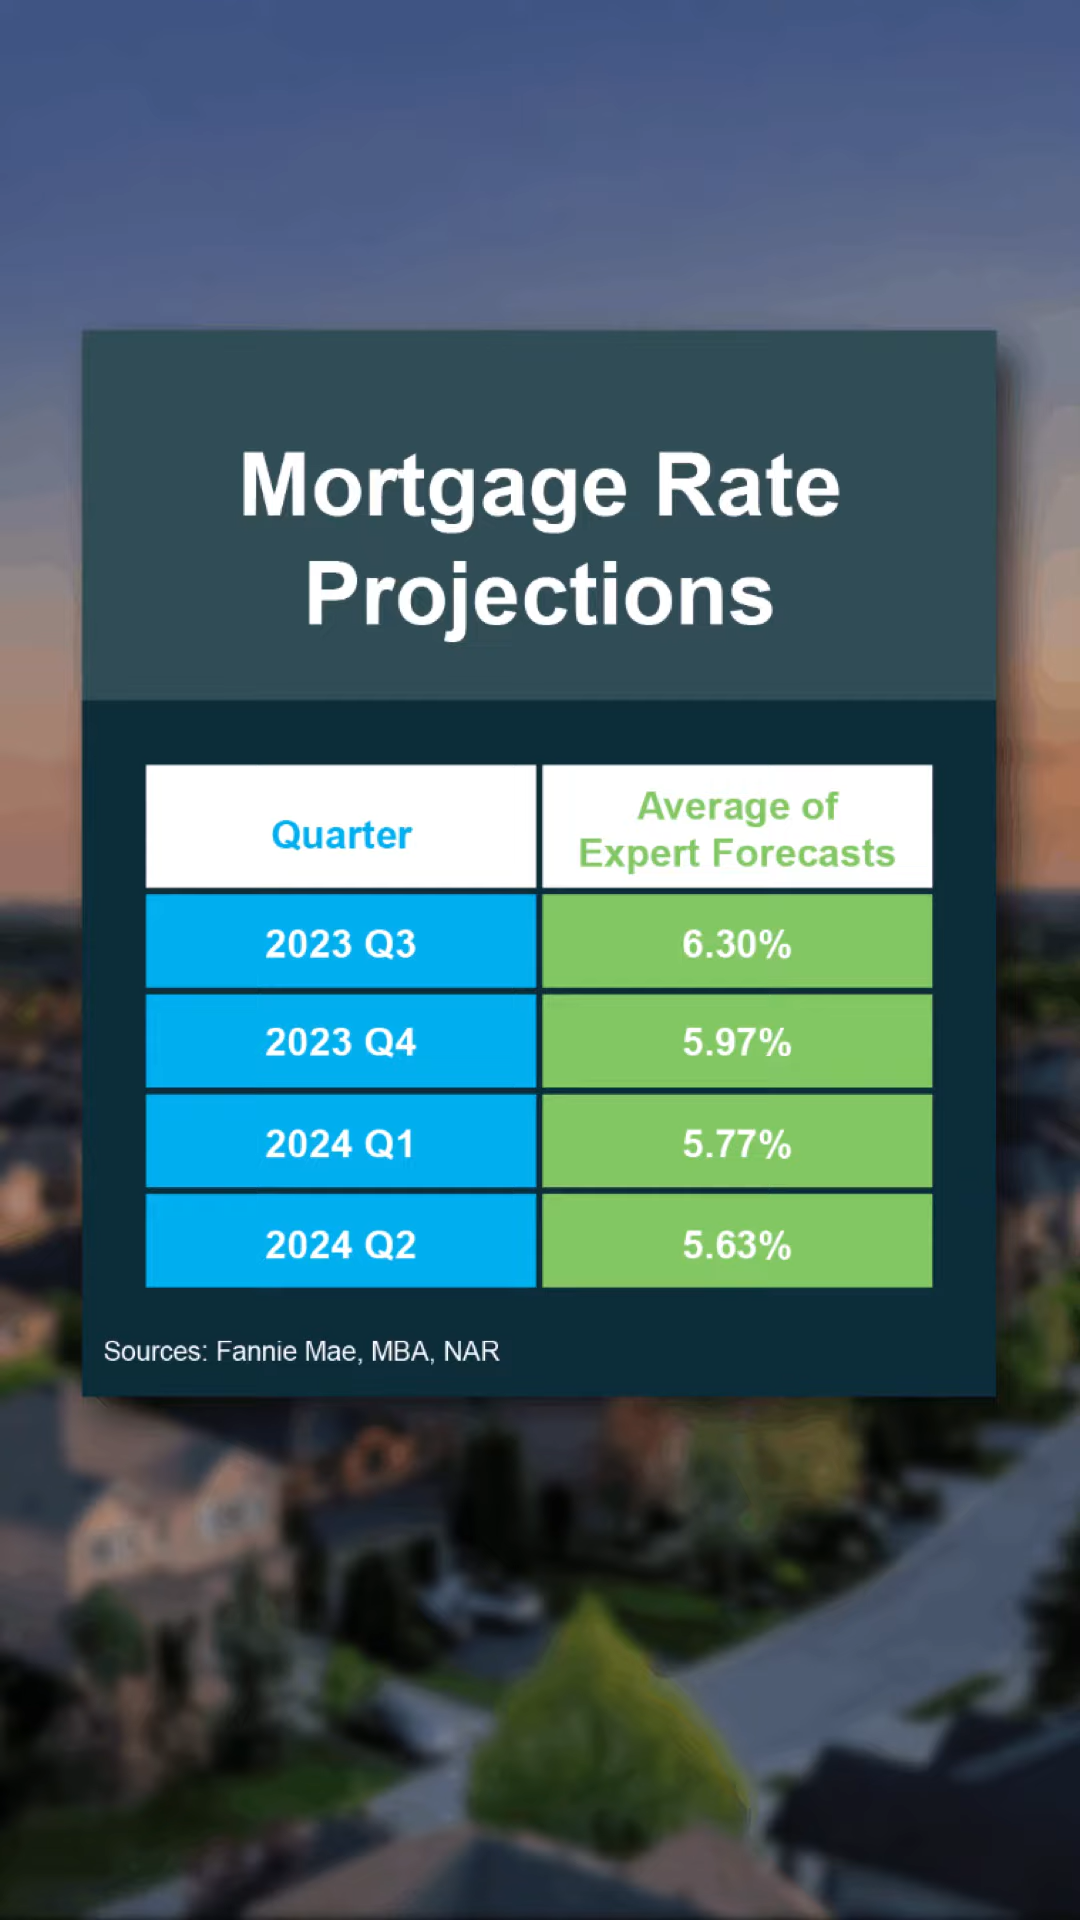 Mortgage Rate
Projections
Quarter
Average of
Expert Forecasts
2023 Q3
6.30%
2023 Q4
5.97%
2024 Q1
5.77%
2024 Q2
5.63%
Sources: Fannie Mae, MBA, NAR